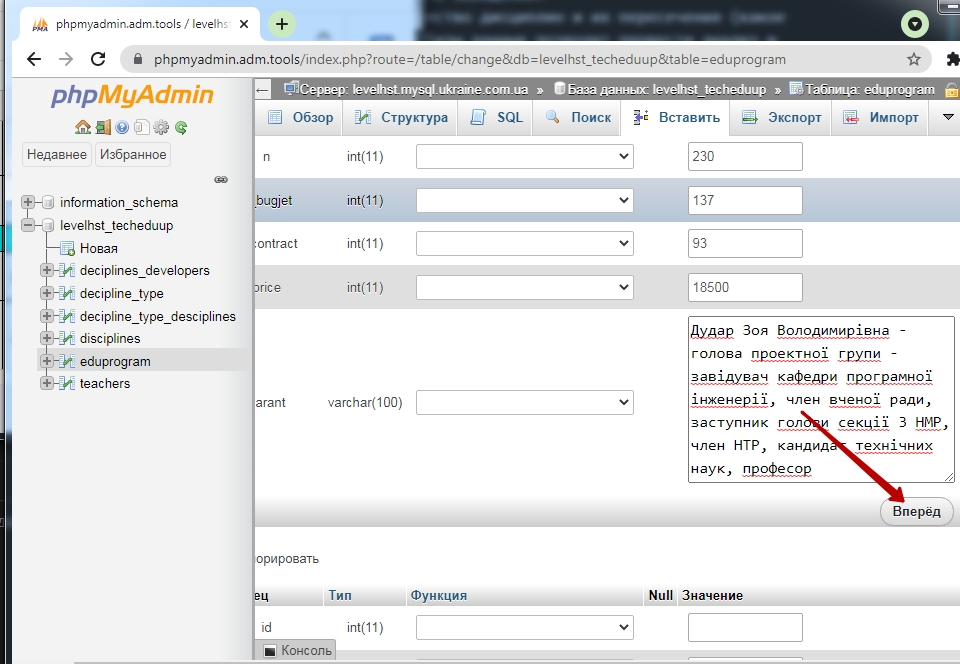 phpmyadmin.adm.tools / levelhst
phpmyadmin.adm.tools/index.php?route=/table/change&db=levelhst_techeduup&table=eduprogram
phpMyAdmin
Недавнее Избранное
information_schema
levelhst_techeduup
Новая
deciplines_developers
decipline_type
decipline_type_desciplines
disciplines
eduprogram
teachers
Сервер: levelhst.mysql.ukraine.com.ua » База данных: levelhst_techeduup » Таблица: eduprogram
Обзор Структура SQL Поиск Вставить Экспорт Импорт
n int(11) 230
_bugjet int(11) 137
contract int(11) 93
price int(11) 18500
arant varchar(100)
Дудар Зоя Володимирівна -
голова проектної групи -
завідувач кафедри програмної
інженерії, член вченої ради,
заступник голови секції 3 НМР,
член НТР, кандидат технічних
наук, професор
Вперёд
орировать
ец Тип Функция Null Значение
id int(11)
Консоль